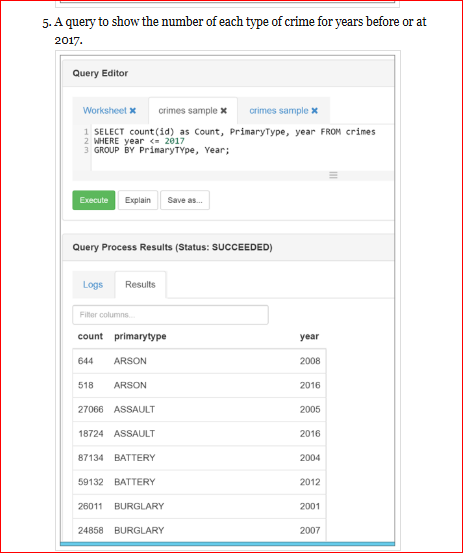 5. A query to show the number of each type of crime for years before or at
2017.
Query Editor
Worksheet × crimes sample × crimes sample ×
1 SELECT count(id) as Count, PrimaryType, year FROM crimes
2 WHERE year <= 2017
3 GROUP BY PrimaryTYpe, Year;
Execute Explain Save as...
Query Process Results (Status: SUCCEEDED)
Logs Results
Filter columns...
count primarytype year
644 ARSON 2008
518 ARSON 2016
27066 ASSAULT 2005
18724 ASSAULT 2016
87134 BATTERY 2004
59132 BATTERY 2012
26011 BURGLARY 2001
24858 BURGLARY 2007